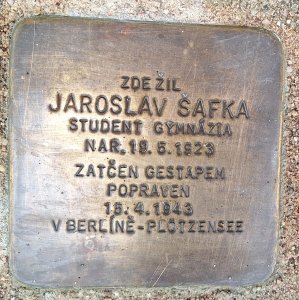 ZDE ŽIL
JAROSLAV ŠAFKA
STUDENT GYMNÁZIA
NAR. 19.5.1923
ZATČEN GESTAPEM
POPRAVEN
15.4.1943
V BERLÍNĚ-PLÖTZENSEE